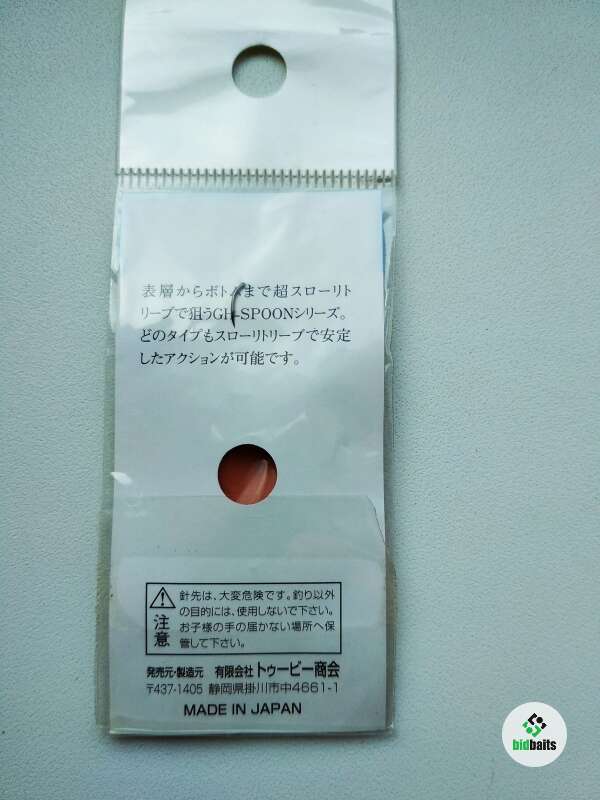 表層からボトムまで超スローリト
リーブで狙うGH-SPOONシリーズ。
どのタイプもスローリトリーブで安定
したアクションが可能です。
注意
針先は、大変危険です。釣り以外
の目的には、使用しないで下さい。
お子様の手の届かない場所へ保
管して下さい。
発売元・製造元 有限会社トゥービー商会
〒437-1405 静岡県掛川市中4661-1
MADE IN JAPAN
bidbaits